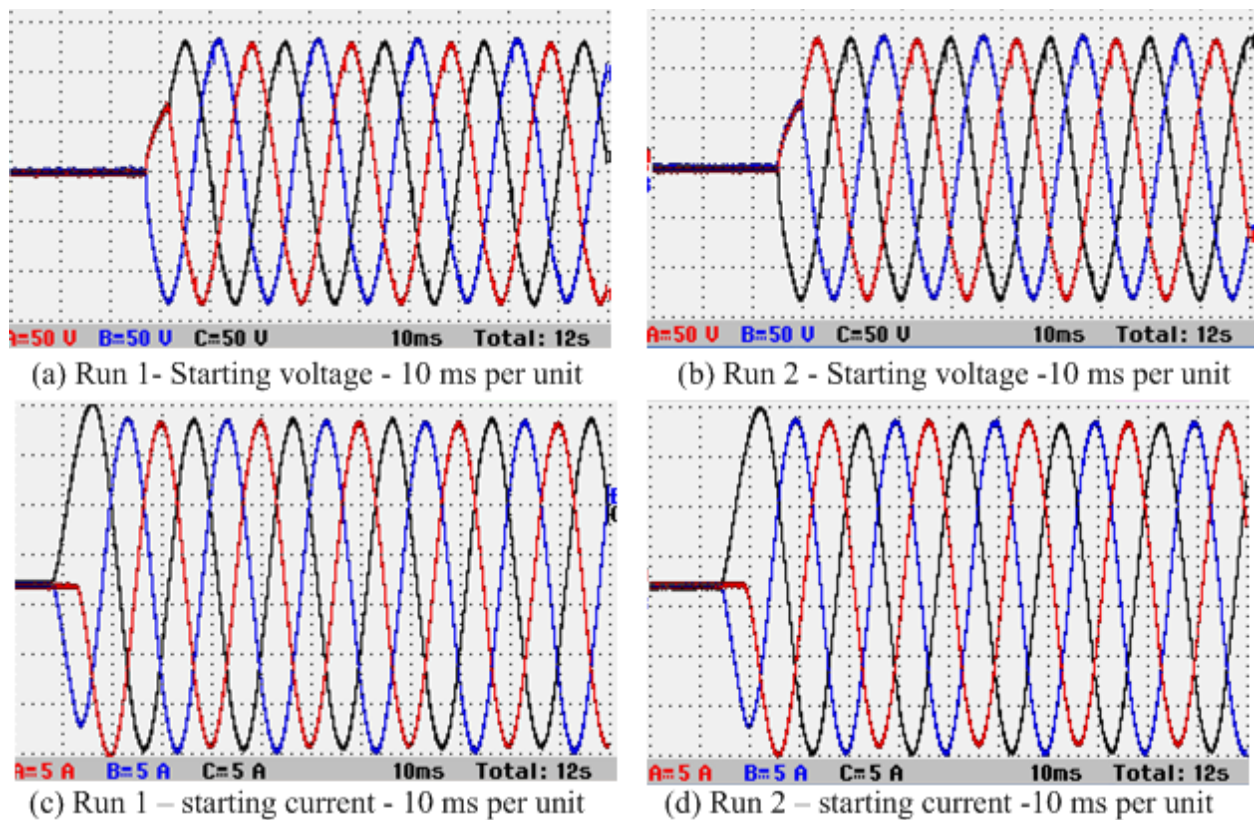 A=50 V B=50 V C=50 V 10ms Total: 12s
A=50 V B=50 V C=50 V 10ms Total: 12s
(a) Run 1- Starting voltage - 10 ms per unit
(b) Run 2 - Starting voltage -10 ms per unit
A=5 A B=5 A C=5 A 10ms Total: 12s
A=5 A B=5 A C=5 A 10ms Total: 12s
(c) Run 1 – starting current - 10 ms per unit
(d) Run 2 – starting current -10 ms per unit